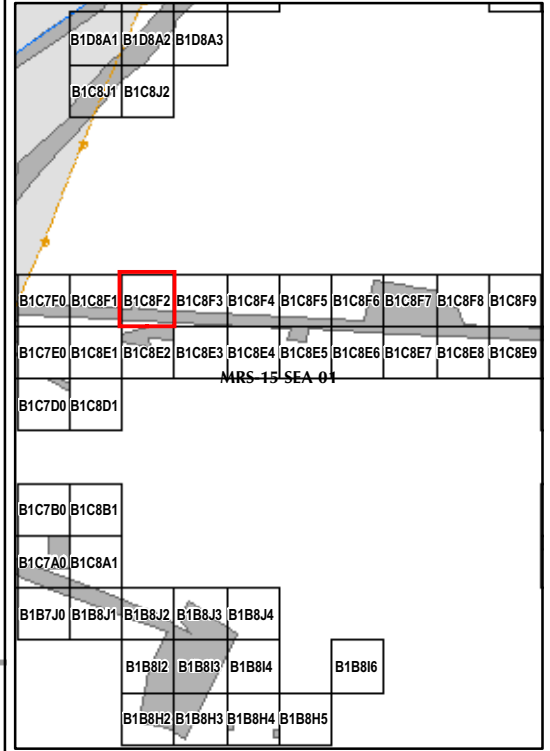 B1D8A1 B1D8A2 B1D8A3
B1C8J1 B1C8J2
B1C7F0 B1C8F1 B1C8F2 B1C8F3 B1C8F4 B1C8F5 B1C8F6 B1C8F7 B1C8F8 B1C8F9
B1C7E0 B1C8E1 B1C8E2 B1C8E3 B1C8E4 B1C8E5 B1C8E6 B1C8E7 B1C8E8 B1C8E9
MRS-15 SEA 01
B1C7D0 B1C8D1
B1C7B0 B1C8B1
B1C7A0 B1C8A1
B1B7J0 B1B8J1 B1B8J2 B1B8J3 B1B8J4
B1B8I2 B1B8I3 B1B8I4 B1B8I6
B1B8H2 B1B8H3 B1B8H4 B1B8H5